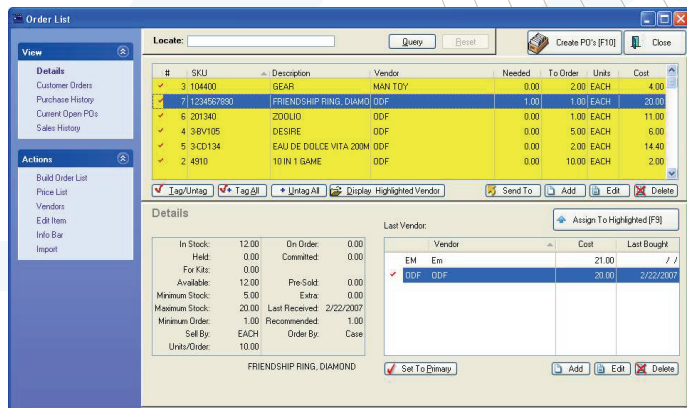 Order List
View
Details
Customer Orders
Purchase History
Current Open POs
Sales History
Actions
Build Order List
Price List
Vendors
Edit Item
Info Bar
Import
Locate: Query Reset Create PO's [F10] Close
# SKU Description Vendor Needed To Order Units Cost
3 104400 GEAR MAN TOY 0.00 2.00 EACH 4.00
7 1234567890 FRIENDSHIP RING, DIAMO ODF 1.00 1.00 EACH 20.00
6 201340 ZOOLIO ODF 0.00 1.00 EACH 11.00
5 3-BV105 DESIRE ODF 0.00 5.00 EACH 6.00
4 3-CD134 EAU DE DOLCE VITA 200M ODF 0.00 2.00 EACH 14.40
2 4910 10 IN 1 GAME ODF 0.00 10.00 EACH 2.00
Tag/Untag Tag All Untag All Display Highlighted Vendor Send To Add Edit Delete
Details
Assign To Highlighted [F9]
Last Vendor:
In Stock: 12.00 On Order: 0.00
Held: 0.00 Committed: 0.00
For Kits: 0.00
Available: 12.00 Pre-Sold: 0.00
Minimum Stock: 5.00 Extra: 0.00
Maximum Stock: 20.00 Last Received: 2/22/2007
Minimum Order: 1.00 Recommended: 1.00
Sell By: EACH Order By: Case
Units/Order: 10.00
FRIENDSHIP RING, DIAMOND
Vendor Cost Last Bought
EM Em 21.00 / /
ODF ODF 20.00 2/22/2007
Set To Primary Add Edit Delete